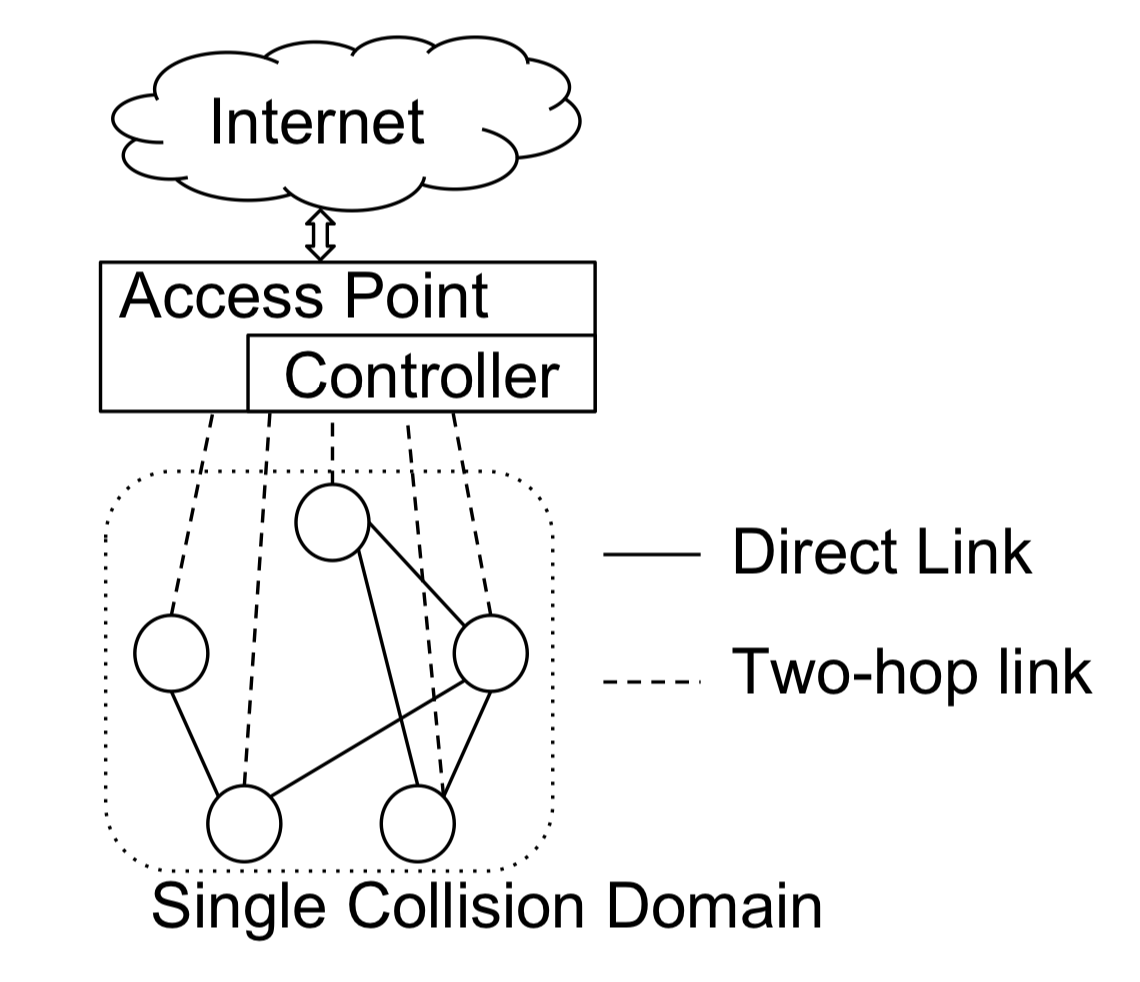 Internet
Access Point
Controller
Direct Link
Two-hop link
Single Collision Domain